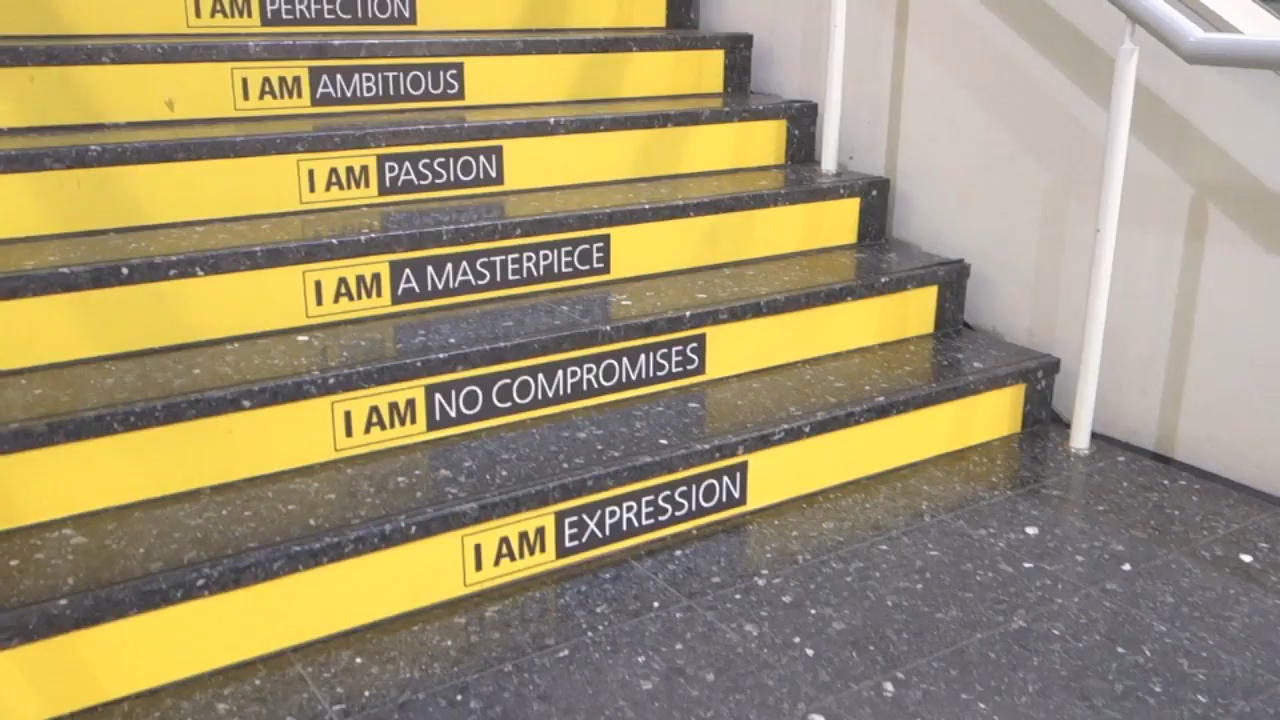 I AM PERFECTION
I AM AMBITIOUS
I AM PASSION
I AM A MASTERPIECE
I AM NO COMPROMISES
I AM EXPRESSION